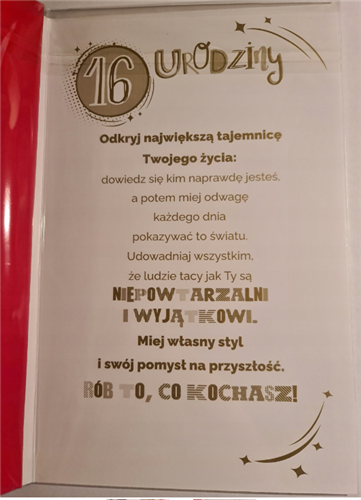 16 URODZINY
Odkryj największą tajemnicę
Twojego życia:
dowiedz się kim naprawdę jesteś,
a potem miej odwagę
każdego dnia
pokazywać to światu.
Udowadniaj wszystkim,
że ludzie tacy jak Ty są
NIEPOWTARZALNI
I WYJĄTKOWI.
Miej własny styl
i swój pomysł na przyszłość.
RÓB TO, CO KOCHASZ!